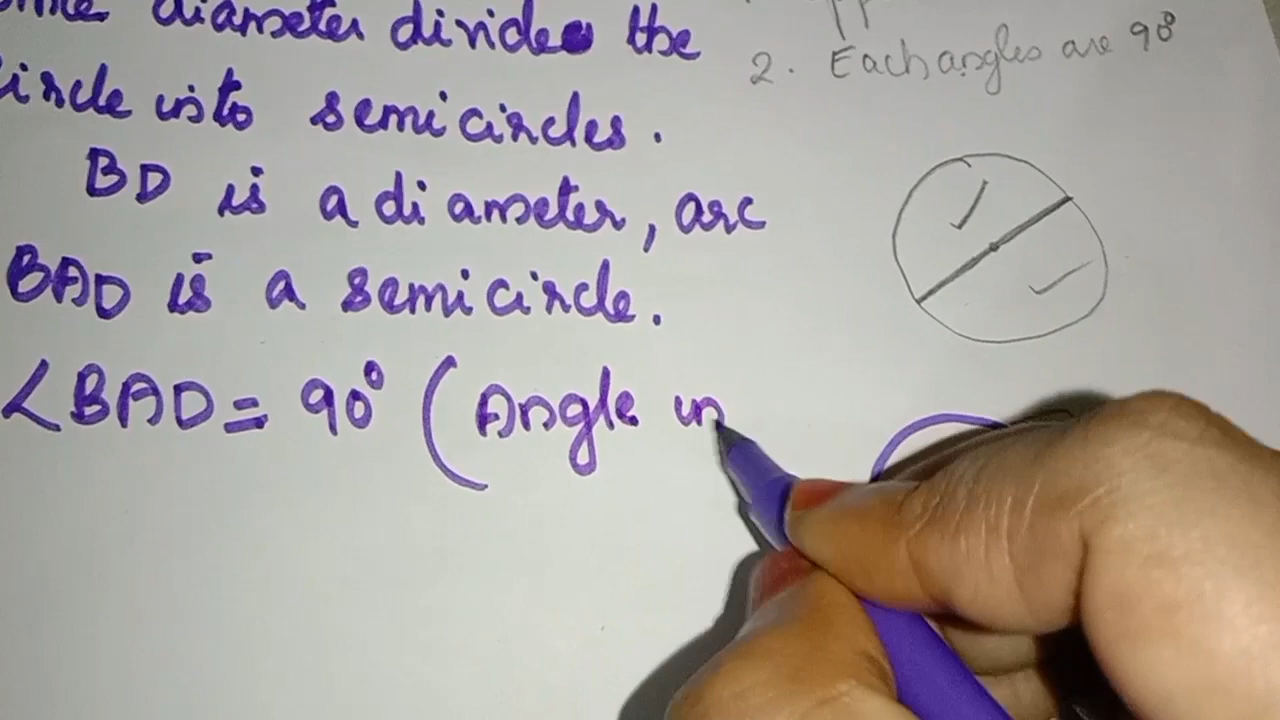 diameter divides the
circle into semicircles.
BD is a diameter, arc
BAD is a semicircle.
∠BAD = 90° (Angle in
2. Each angles are 90°